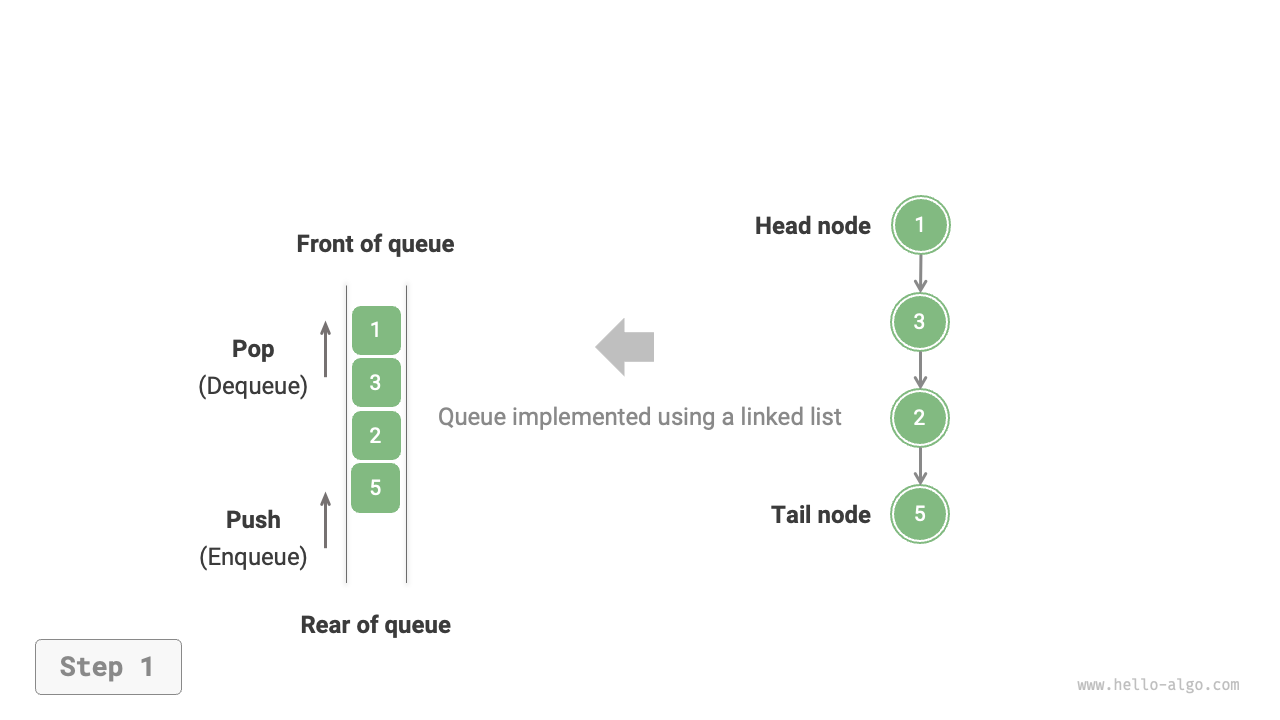 Front of queue
1
3
2
5
Pop
(Dequeue)
Push
(Enqueue)
Rear of queue
Queue implemented using a linked list
Head node
1
3
2
Tail node
5
Step 1
www.hello-algo.com